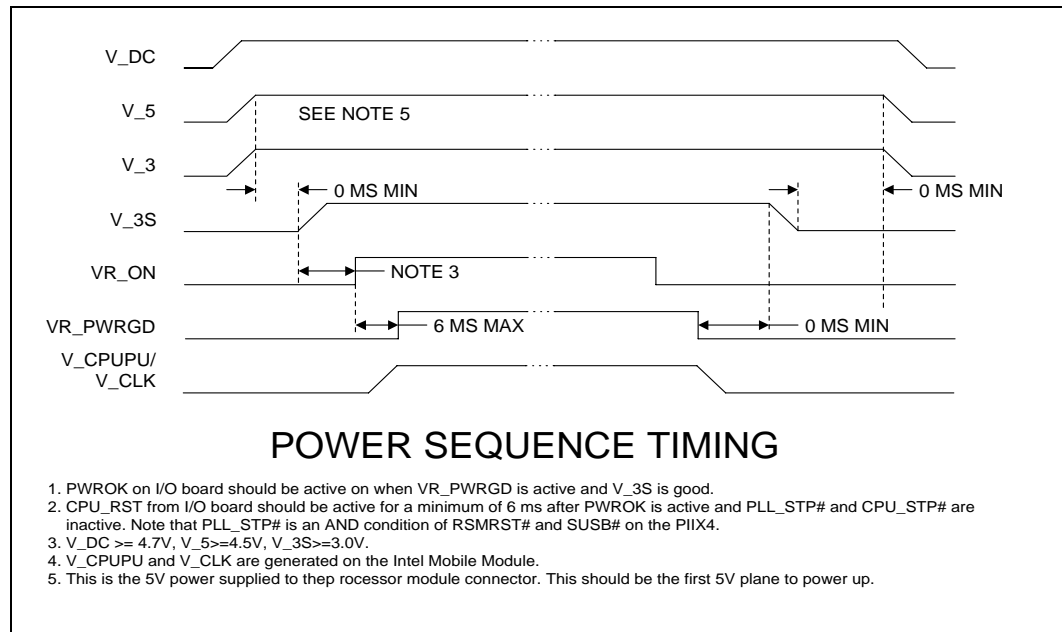 V_DC
V_5
SEE NOTE 5
V_3
0 MS MIN
0 MS MIN
V_3S
VR_ON
NOTE 3
VR_PWRGD
6 MS MAX
0 MS MIN
V_CPUPU/
V_CLK
POWER SEQUENCE TIMING
1. PWROK on I/O board should be active on when VR_PWRGD is active and V_3S is good.
2. CPU_RST from I/O board should be active for a minimum of 6 ms after PWROK is active and PLL_STP# and CPU_STP# are
inactive. Note that PLL_STP# is an AND condition of RSMRST# and SUSB# on the PIIX4.
3. V_DC >= 4.7V, V_5>=4.5V, V_3S>=3.0V.
4. V_CPUPU and V_CLK are generated on the Intel Mobile Module.
5. This is the 5V power supplied to thep rocessor module connector. This should be the first 5V plane to power up.